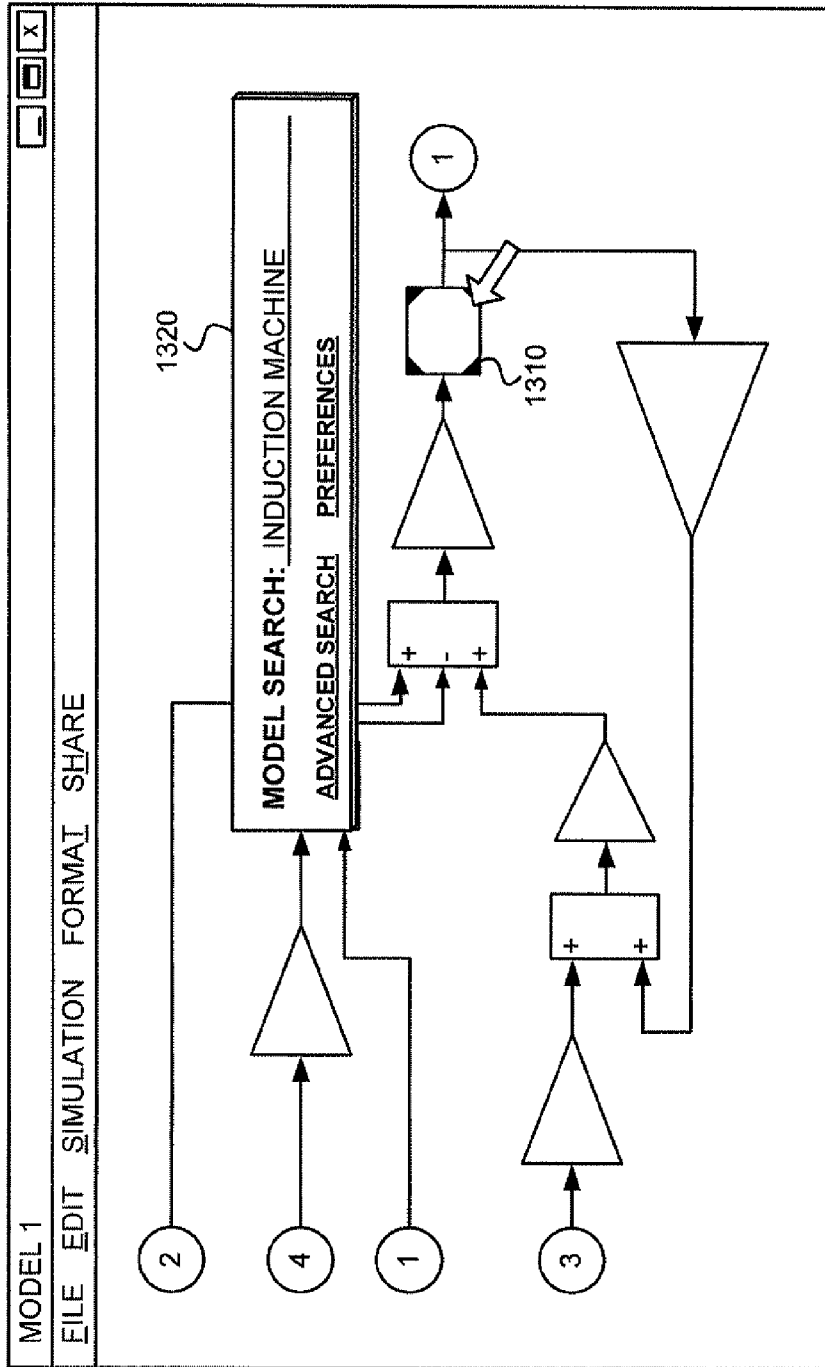 MODEL 1
X
FILE EDIT SIMULATION FORMAT SHARE
1320
MODEL SEARCH: INDUCTION MACHINE
ADVANCED SEARCH PREFERENCES
2
4
1
3
+
-
+
+
+
1310
1